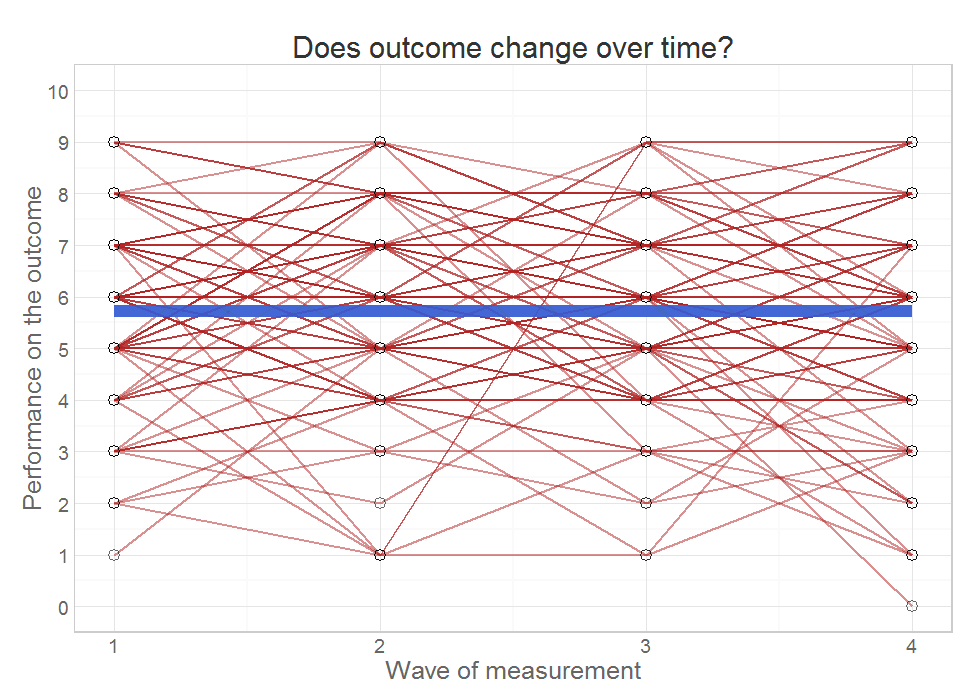 Does outcome change over time?
Performance on the outcome
10
9
8
7
6
5
4
3
2
1
0
1 2 3 4
Wave of measurement